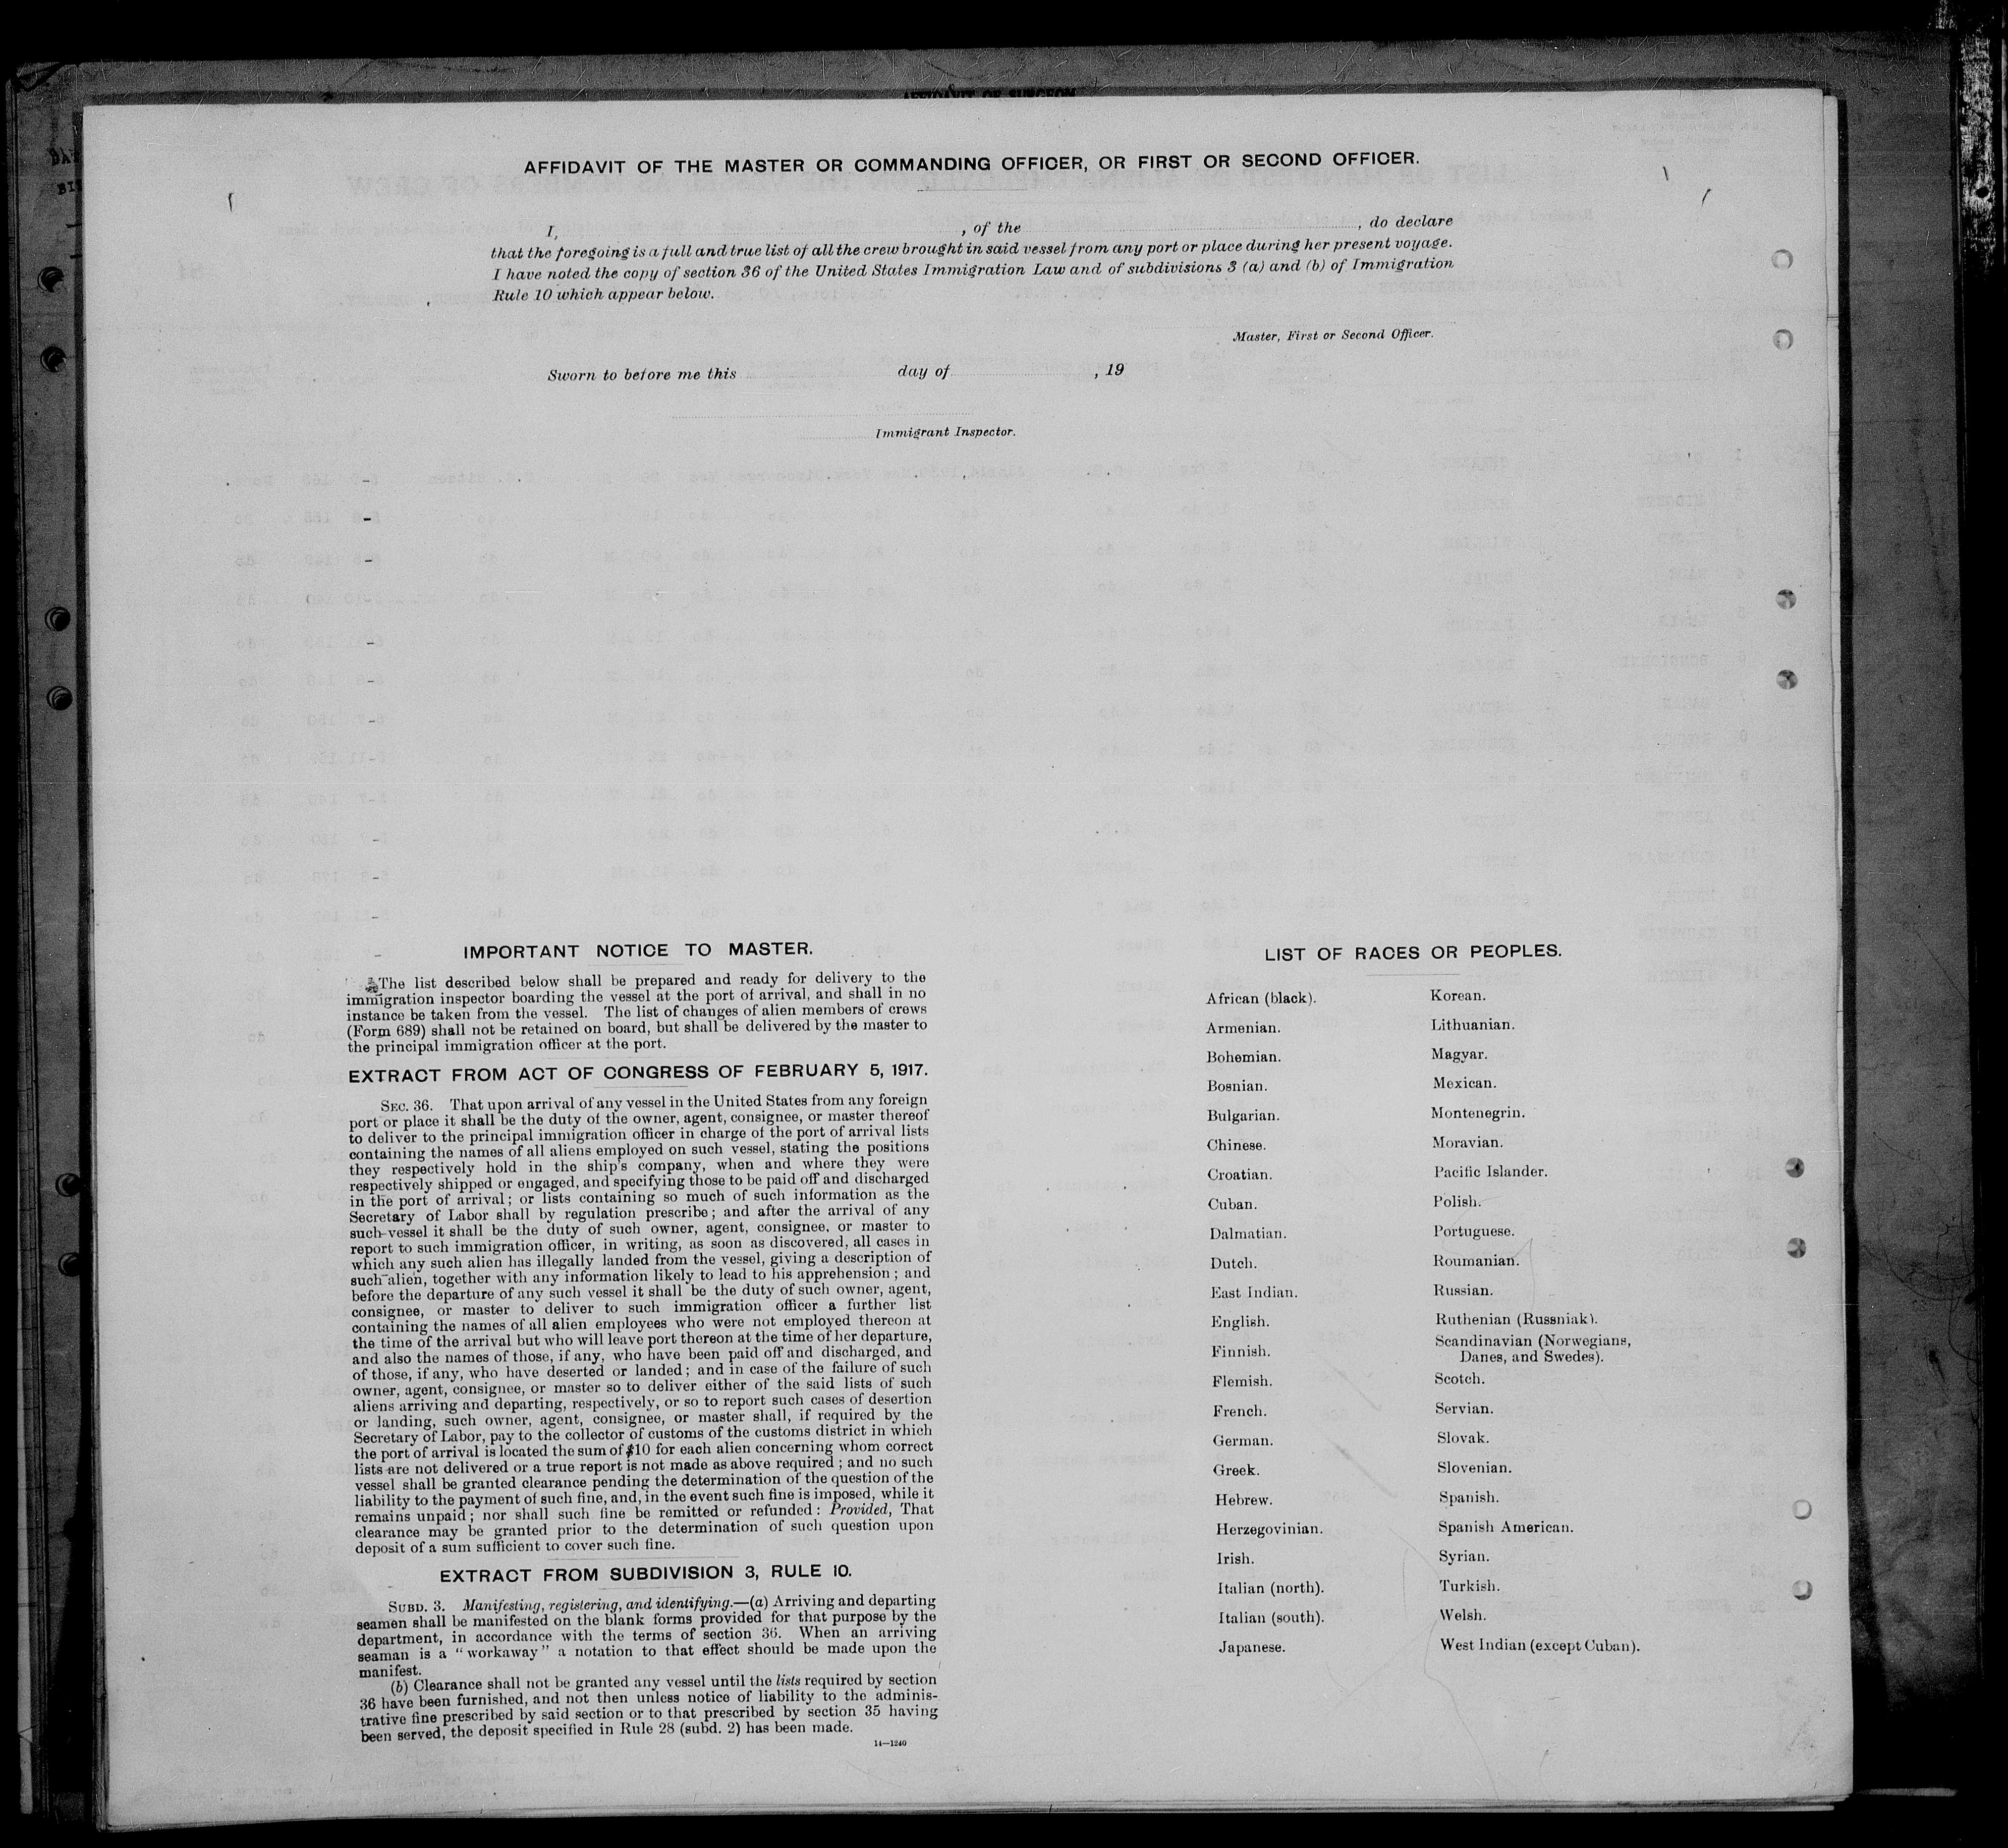 AFFIDAVIT OF SURGEON
AFFIDAVIT OF THE MASTER OR COMMANDING OFFICER, OR FIRST OR SECOND OFFICER.
I, , of the , do declare
that the foregoing is a full and true list of all the crew brought in said vessel from any port or place during her present voyage.
I have noted the copy of section 36 of the United States Immigration Law and of subdivisions 3 (a) and (b) of Immigration
Rule 10 which appear below.
Master, First or Second Officer.
Sworn to before me this day of , 19
Immigrant Inspector.
IMPORTANT NOTICE TO MASTER.
The list described below shall be prepared and ready for delivery to the
immigration inspector boarding the vessel at the port of arrival, and shall in no
instance be taken from the vessel. The list of changes of alien members of crews
(Form 689) shall not be retained on board, but shall be delivered by the master to
the principal immigration officer at the port.
EXTRACT FROM ACT OF CONGRESS OF FEBRUARY 5, 1917.
SEC. 36. That upon arrival of any vessel in the United States from any foreign
port or place it shall be the duty of the owner, agent, consignee, or master thereof
to deliver to the principal immigration officer in charge of the port of arrival lists
containing the names of all aliens employed on such vessel, stating the positions
they respectively hold in the ship's company, when and where they were
respectively shipped or engaged, and specifying those to be paid off and discharged
in the port of arrival; or lists containing so much of such information as the
Secretary of Labor shall by regulation prescribe; and after the arrival of any
such vessel it shall be the duty of such owner, agent, consignee, or master to
report to such immigration officer, in writing, as soon as discovered, all cases in
which any such alien has illegally landed from the vessel, giving a description of
such alien, together with any information likely to lead to his apprehension; and
before the departure of any such vessel it shall be the duty of such owner, agent,
consignee, or master to deliver to such immigration officer a further list
containing the names of all alien employees who were not employed thereon at
the time of the arrival but who will leave port thereon at the time of her departure,
and also the names of those, if any, who have been paid off and discharged, and
of those, if any, who have deserted or landed; and in case of the failure of such
owner, agent, consignee, or master so to deliver either of the said lists of such
aliens arriving and departing, respectively, or so to report such cases of desertion
or landing, such owner, agent, consignee, or master shall, if required by the
Secretary of Labor, pay to the collector of customs of the customs district in which
the port of arrival is located the sum of $10 for each alien concerning whom correct
lists are not delivered or a true report is not made as above required; and no such
vessel shall be granted clearance pending the determination of the question of the
liability to the payment of such fine, and, in the event such fine is imposed, while it
remains unpaid; nor shall such fine be remitted or refunded: Provided, That
clearance may be granted prior to the determination of such question upon
deposit of a sum sufficient to cover such fine.
EXTRACT FROM SUBDIVISION 3, RULE 10.
SUBD. 3. Manifesting, registering, and identifying.—(a) Arriving and departing
seamen shall be manifested on the blank forms provided for that purpose by the
department, in accordance with the terms of section 36. When an arriving
seaman is a "workaway" a notation to that effect should be made upon the
manifest.
(b) Clearance shall not be granted any vessel until the lists required by section
36 have been furnished, and not then unless notice of liability to the adminis-
trative fine prescribed by said section or to that prescribed by section 35 having
been served, the deposit specified in Rule 28 (subd. 2) has been made.
14—1240
LIST OF RACES OR PEOPLES.
African (black).
Armenian.
Bohemian.
Bosnian.
Bulgarian.
Chinese.
Croatian.
Cuban.
Dalmatian.
Dutch.
East Indian.
English.
Finnish.
Flemish.
French.
German.
Greek.
Hebrew.
Herzegovinian.
Irish.
Italian (north).
Italian (south).
Japanese.
Korean.
Lithuanian.
Magyar.
Mexican.
Montenegrin.
Moravian.
Pacific Islander.
Polish.
Portuguese.
Roumanian.
Russian.
Ruthenian (Russniak).
Scandinavian (Norwegians,
Danes, and Swedes).
Scotch.
Servian.
Slovak.
Slovenian.
Spanish.
Spanish American.
Syrian.
Turkish.
Welsh.
West Indian (except Cuban).